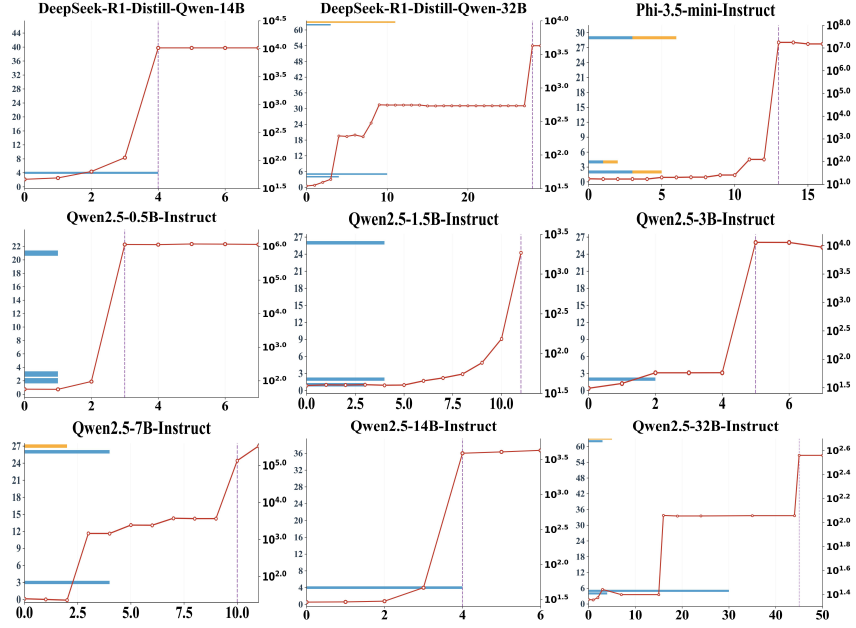 DeepSeek-R1-Distill-Qwen-14B DeepSeek-R1-Distill-Qwen-32B Phi-3.5-mini-Instruct
44 40 36 32 28 24 20 16 12 8 4 0
10^4.5 10^4.0 10^3.5 10^3.0 10^2.5 10^2.0 10^1.5
0 2 4 6
60 54 48 42 36 30 24 18 12 6 0
10^4.0 10^3.5 10^3.0 10^2.5 10^2.0 10^1.5
0 10 20
30 27 24 21 18 15 12 9 6 3 0
10^8.0 10^7.0 10^6.0 10^5.0 10^4.0 10^3.0 10^2.0 10^1.0
0 5 10 15
Qwen2.5-0.5B-Instruct Qwen2.5-1.5B-Instruct Qwen2.5-3B-Instruct
22 20 18 16 14 12 10 8 6 4 2 0
10^6.0 10^5.0 10^4.0 10^3.0 10^2.0
0 2 4 6
27 24 21 18 15 12 9 6 3 0
10^3.5 10^3.0 10^2.5 10^2.0 10^1.5
0.0 2.5 5.0 7.5 10.0
27 24 21 18 15 12 9 6 3 0
10^4.0 10^3.5 10^3.0 10^2.5 10^2.0 10^1.5
0 2 4 6
Qwen2.5-7B-Instruct Qwen2.5-14B-Instruct Qwen2.5-32B-Instruct
27 24 21 18 15 12 9 6 3 0
10^5.0 10^4.0 10^3.0 10^2.0
0.0 2.5 5.0 7.5 10.0
36 32 28 24 20 16 12 8 4 0
10^3.5 10^3.0 10^2.5 10^2.0 10^1.5
0 2 4 6
60 54 48 42 36 30 24 18 12 6 0
10^2.6 10^2.4 10^2.2 10^2.0 10^1.8 10^1.6 10^1.4
0 10 20 30 40 50